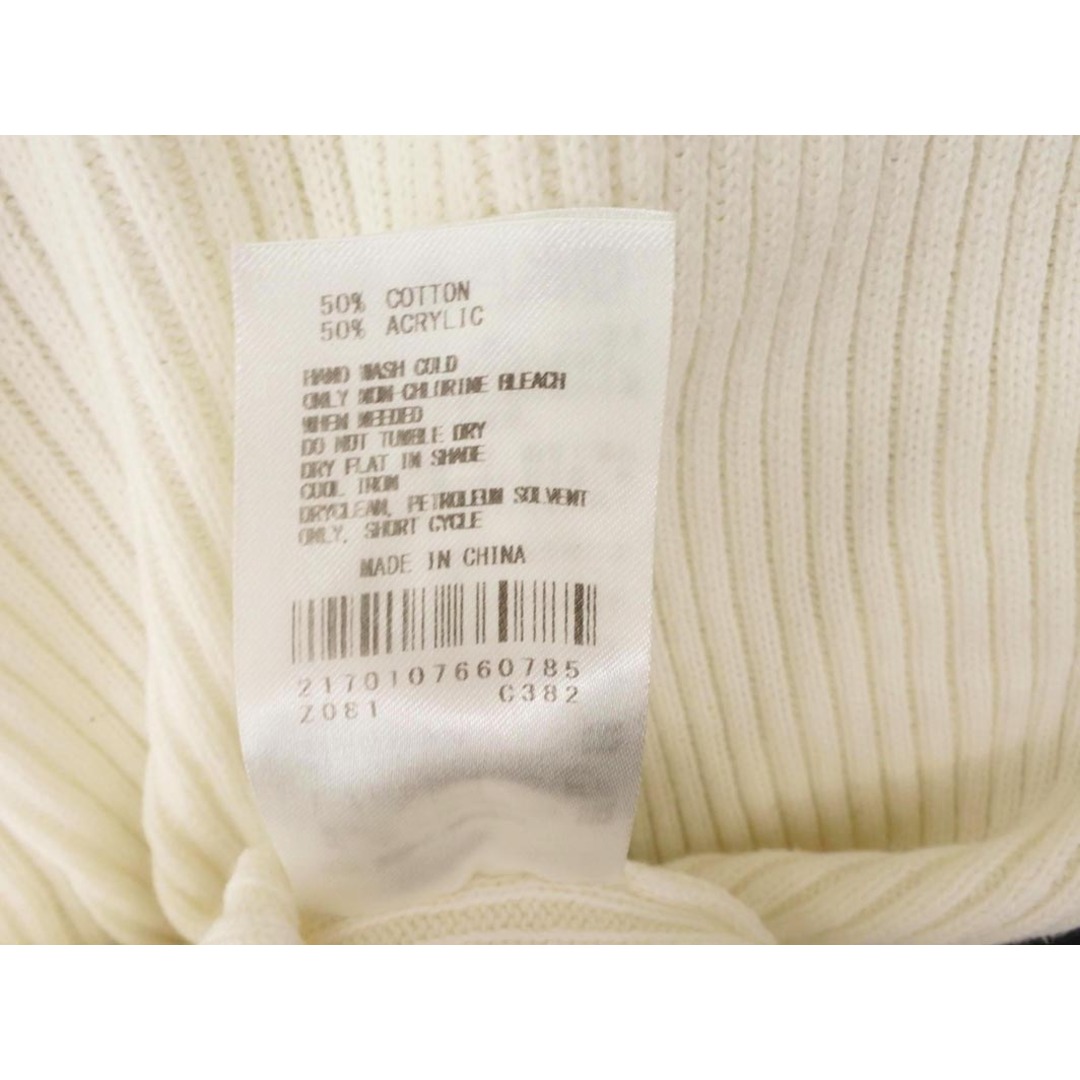 50% COTTON
50% ACRYLIC
HAND WASH COLD
ONLY NON-CHLORINE BLEACH
WHEN NEEDED
DO NOT TUMBLE DRY
DRY FLAT IN SHADE
COOL IRON
DRYCLEAN, PETROLEUM SOLVENT
ONLY, SHORT CYCLE
MADE IN CHINA
2170107660785
Z081 C382